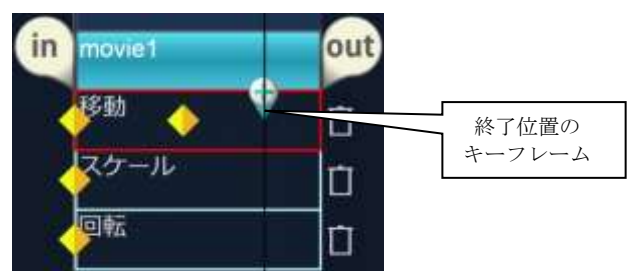 in
movie1
out
移動
スケール
回転
終了位置の
キーフレーム